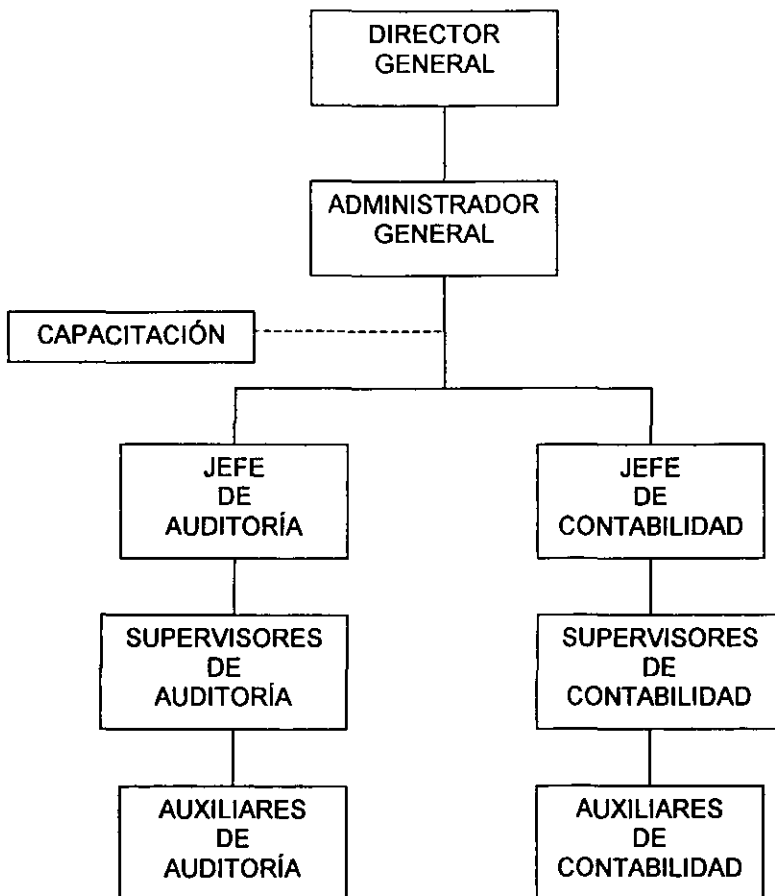 DIRECTOR
GENERAL
ADMINISTRADOR
GENERAL
CAPACITACIÓN
JEFE
DE
AUDITORÍA
JEFE
DE
CONTABILIDAD
SUPERVISORES
DE
AUDITORÍA
SUPERVISORES
DE
CONTABILIDAD
AUXILIARES
DE
AUDITORÍA
AUXILIARES
DE
CONTABILIDAD